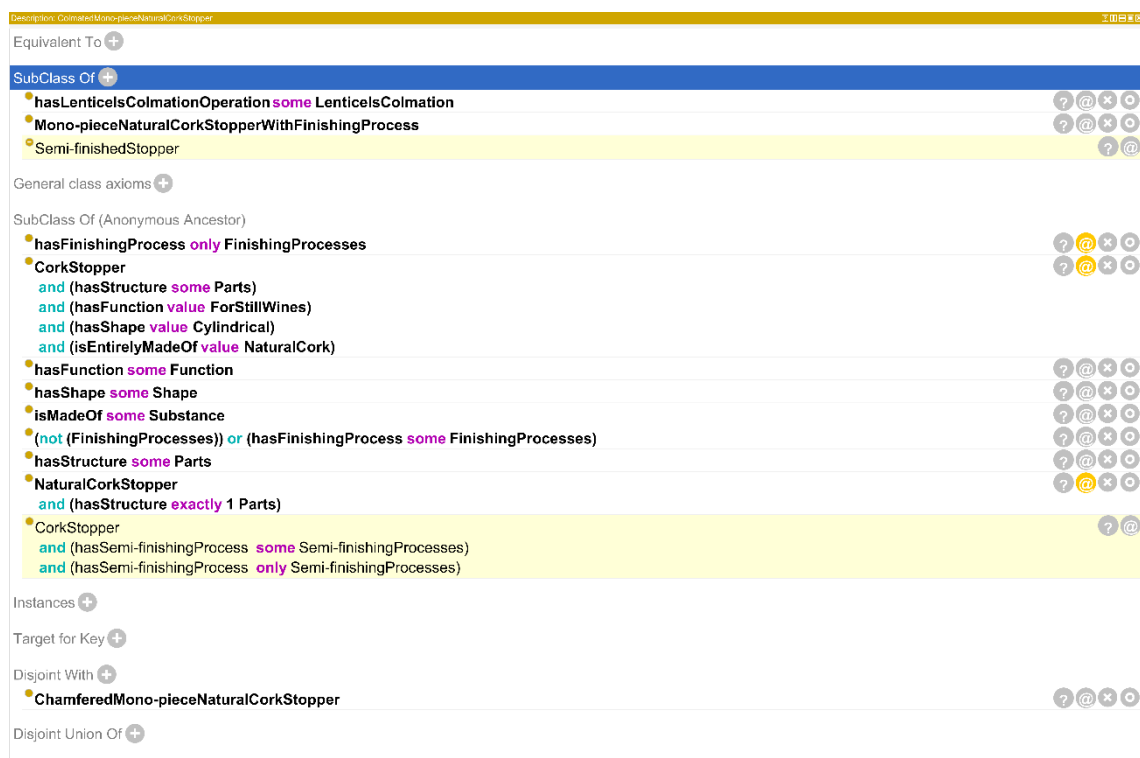 Description: ColmatedMono-pieceNaturalCorkStopper
Equivalent To
SubClass Of
hasLenticelsColmationOperation some LenticelsColmation
Mono-pieceNaturalCorkStopperWithFinishingProcess
Semi-finishedStopper
General class axioms
SubClass Of (Anonymous Ancestor)
hasFinishingProcess only FinishingProcesses
CorkStopper
and (hasStructure some Parts)
and (hasFunction value ForStillWines)
and (hasShape value Cylindrical)
and (isEntirelyMadeOf value NaturalCork)
hasFunction some Function
hasShape some Shape
isMadeOf some Substance
(not (FinishingProcesses)) or (hasFinishingProcess some FinishingProcesses)
hasStructure some Parts
NaturalCorkStopper
and (hasStructure exactly 1 Parts)
CorkStopper
and (hasSemi-finishingProcess some Semi-finishingProcesses)
and (hasSemi-finishingProcess only Semi-finishingProcesses)
Instances
Target for Key
Disjoint With
ChamferedMono-pieceNaturalCorkStopper
Disjoint Union Of